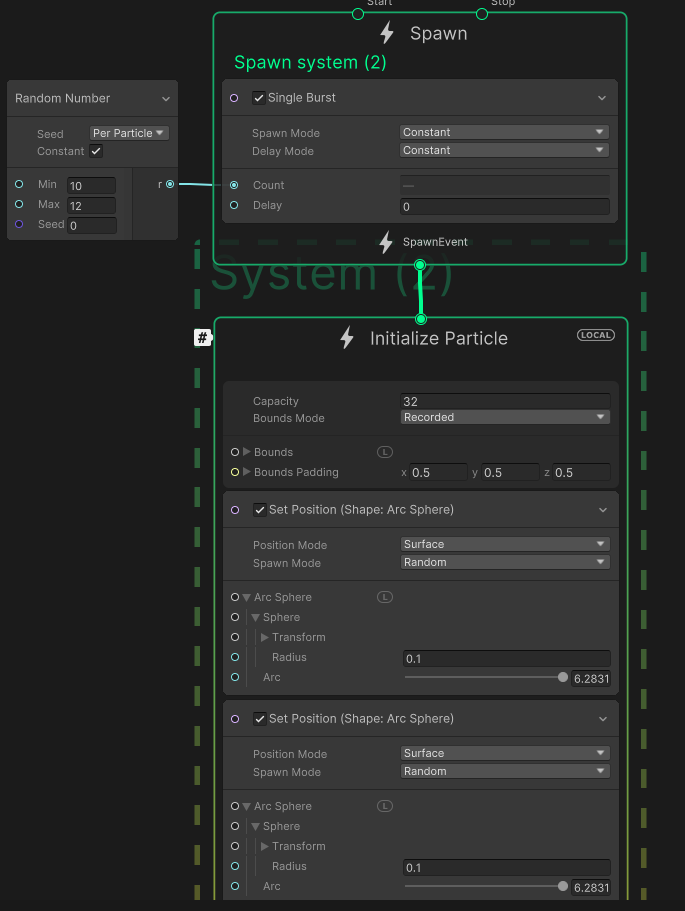 Start
Stop
Spawn
Spawn system (2)
Random Number
Seed Per Particle
Constant
Min 10
Max 12
Seed 0
r
Single Burst
Spawn Mode Constant
Delay Mode Constant
Count —
Delay 0
SpawnEvent
System (2)
#
Initialize Particle
LOCAL
Capacity 32
Bounds Mode Recorded
Bounds L
Bounds Padding x 0.5 y 0.5 z 0.5
Set Position (Shape: Arc Sphere)
Position Mode Surface
Spawn Mode Random
Arc Sphere L
Sphere
Transform
Radius 0.1
Arc 6.2831
Set Position (Shape: Arc Sphere)
Position Mode Surface
Spawn Mode Random
Arc Sphere L
Sphere
Transform
Radius 0.1
Arc 6.2831